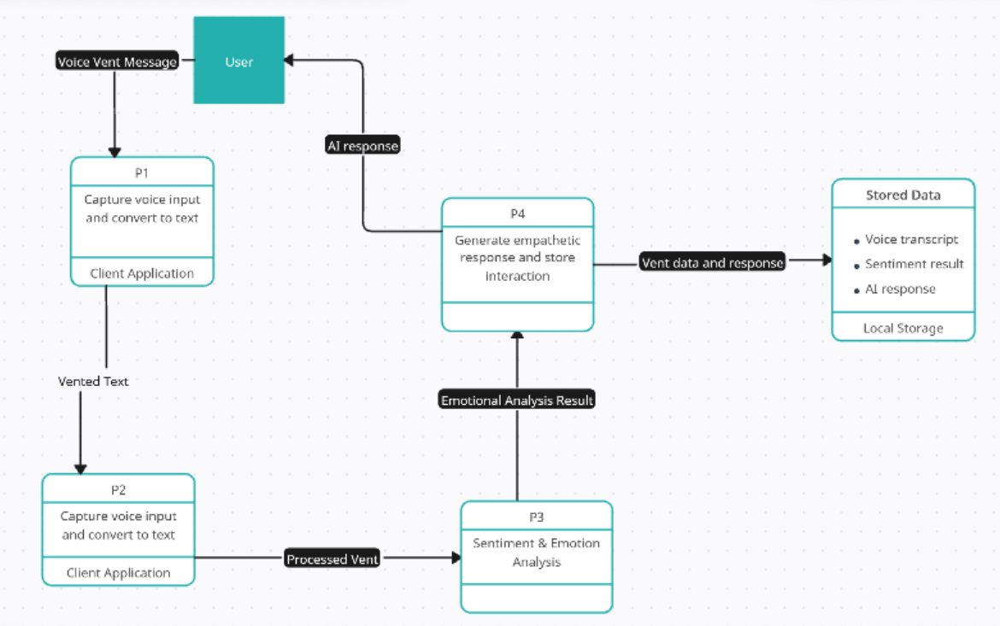 Voice Vent Message
User
AI response
P1
Capture voice input
and convert to text
Client Application
P4
Generate empathetic
response and store
interaction
Vent data and response
Stored Data
Voice transcript
Sentiment result
AI response
Local Storage
Vented Text
Emotional Analysis Result
P2
Capture voice input
and convert to text
Client Application
Processed Vent
P3
Sentiment & Emotion
Analysis